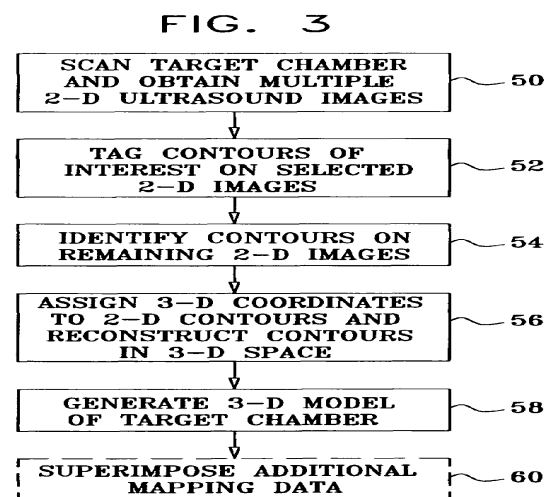 FIG. 3
SCAN TARGET CHAMBER
AND OBTAIN MULTIPLE
2-D ULTRASOUND IMAGES
50
TAG CONTOURS OF
INTEREST ON SELECTED
2-D IMAGES
52
IDENTIFY CONTOURS ON
REMAINING 2-D IMAGES
54
ASSIGN 3-D COORDINATES
TO 2-D CONTOURS AND
RECONSTRUCT CONTOURS
IN 3-D SPACE
56
GENERATE 3-D MODEL
OF TARGET CHAMBER
58
SUPERIMPOSE ADDITIONAL
MAPPING DATA
60